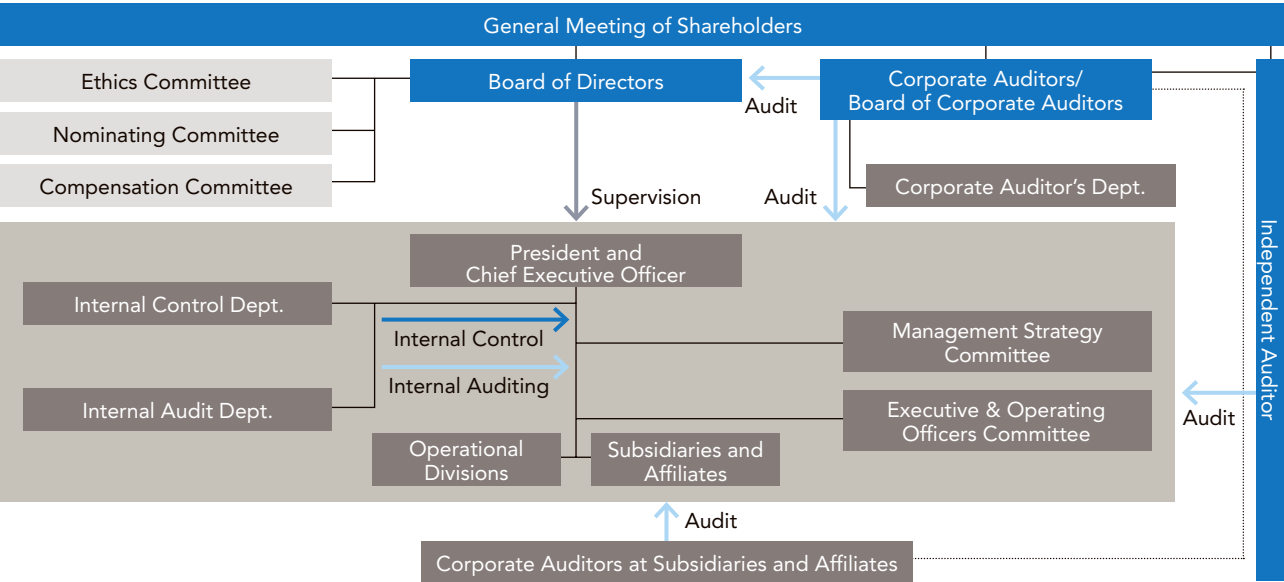 General Meeting of Shareholders
Ethics Committee
Nominating Committee
Compensation Committee
Board of Directors
Audit
Corporate Auditors/
Board of Corporate Auditors
Corporate Auditor's Dept.
Supervision
Audit
Independent Auditor
President and
Chief Executive Officer
Internal Control Dept.
Internal Control
Internal Auditing
Internal Audit Dept.
Management Strategy
Committee
Executive & Operating
Officers Committee
Audit
Operational
Divisions
Subsidiaries and
Affiliates
Audit
Corporate Auditors at Subsidiaries and Affiliates